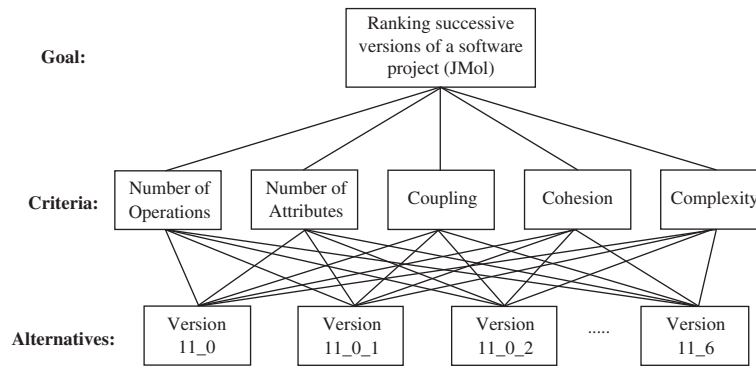 Goal:
Ranking successive
versions of a software
project (JMol)
Criteria:
Number of
Operations
Number of
Attributes
Coupling
Cohesion
Complexity
Alternatives:
Version
11_0
Version
11_0_1
Version
11_0_2
.....
Version
11_6